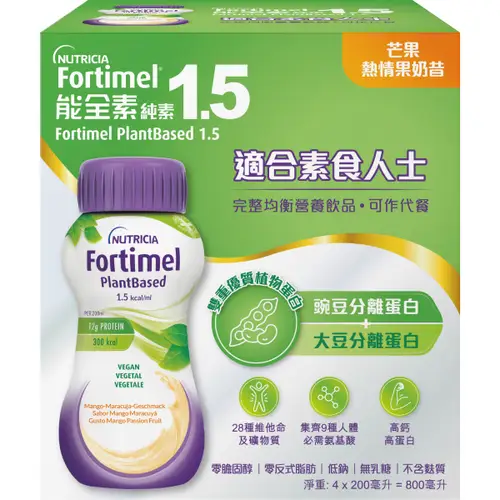 NUTRICIA
Fortimel®
能全素純素 1.5
Fortimel PlantBased 1.5
芒果
熱情果奶昔
適合素食人士
完整均衡營養飲品・可作代餐
NUTRICIA
Fortimel
PlantBased
1.5 kcal/ml
PER 200ml
12g PROTEIN
300 kcal
VEGAN
VEGETAL
VEGETALE
Mango-Maracuja-Geschmack
Sabor Mango Maracuyá
Gusto Mango Passion Fruit
雙重優質植物蛋白
豌豆分離蛋白
+
大豆分離蛋白
28種維他命
及礦物質
集齊9種人體
必需氨基酸
高鈣
高蛋白
零膽固醇|零反式脂肪|低鈉|無乳糖|不含麩質
淨重: 4 x 200毫升 = 800毫升